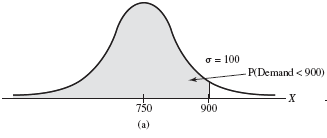 σ = 100
P(Demand < 900)
X
750 900
(a)